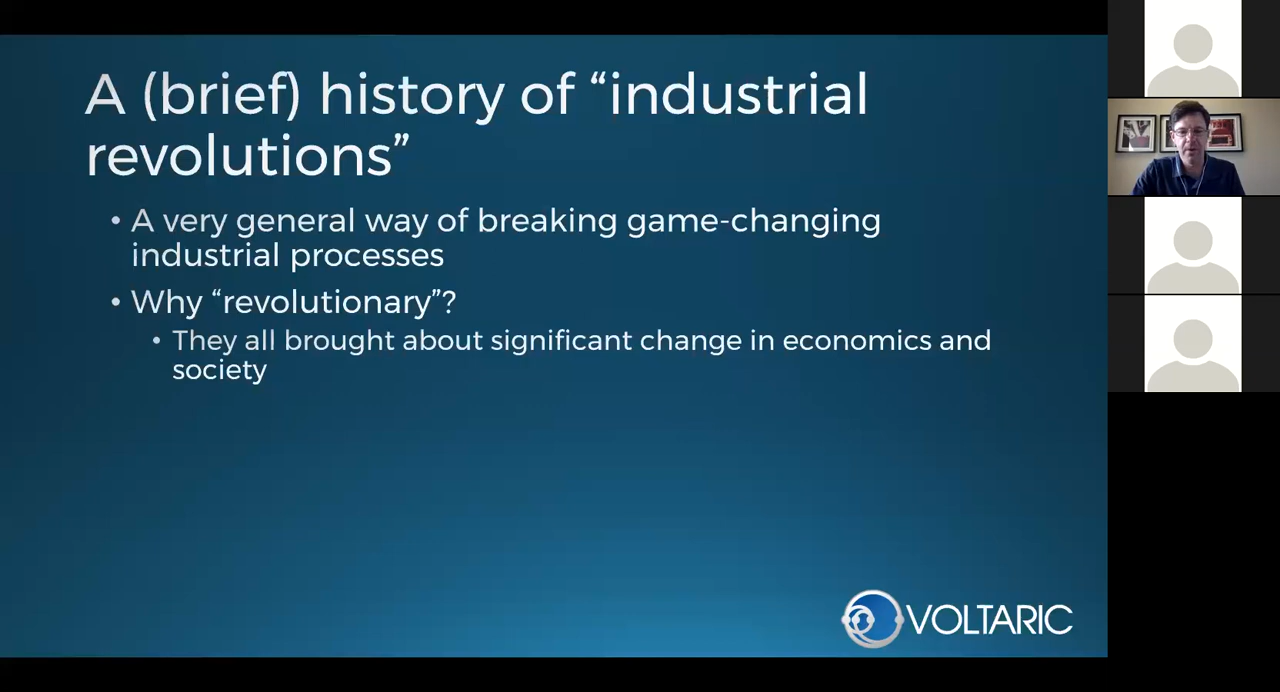 A (brief) history of “industrial
revolutions”
• A very general way of breaking game-changing
industrial processes
• Why “revolutionary”?
• They all brought about significant change in economics and
society
VOLTARIC